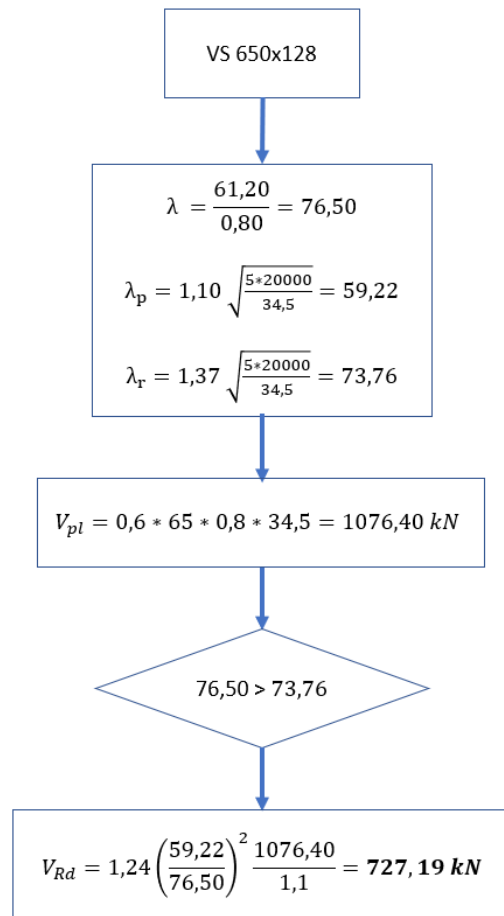 VS 650x128
λ = 61,20/0,80 = 76,50
λp = 1,10 √(5*20000/34,5) = 59,22
λr = 1,37 √(5*20000/34,5) = 73,76
Vpl = 0,6 * 65 * 0,8 * 34,5 = 1076,40 kN
76,50 > 73,76
VRd = 1,24 (59,22/76,50)² 1076,40/1,1 = 727,19 kN